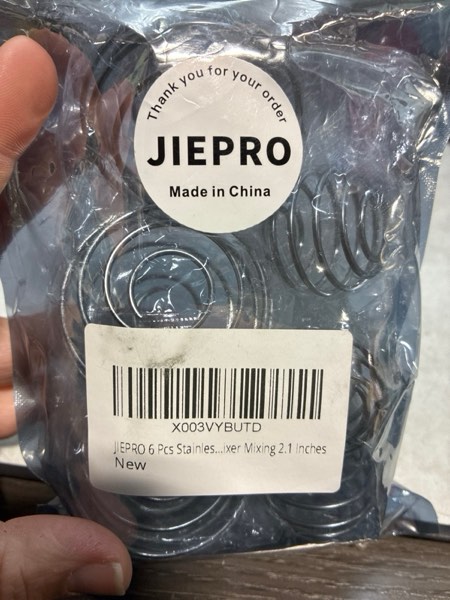 Thank you for your order
JIEPRO
Made in China
X003VYBUTD
JIEPRO 6 Pcs Stainles...ixer Mixing 2.1 Inches
New